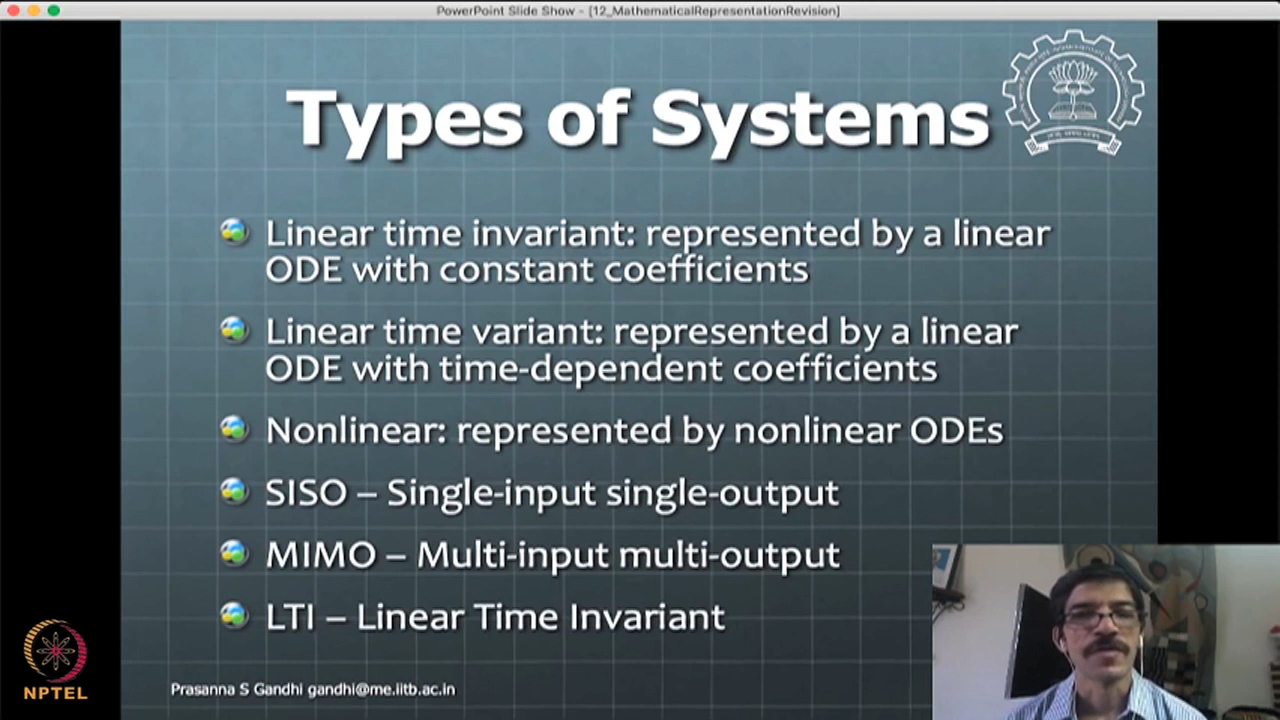 PowerPoint Slide Show - [12_MathematicalRepresentationRevision]
Types of Systems
Linear time invariant: represented by a linear
ODE with constant coefficients
Linear time variant: represented by a linear
ODE with time-dependent coefficients
Nonlinear: represented by nonlinear ODEs
SISO – Single-input single-output
MIMO – Multi-input multi-output
LTI – Linear Time Invariant
Prasanna S Gandhi gandhi@me.iitb.ac.in
NPTEL